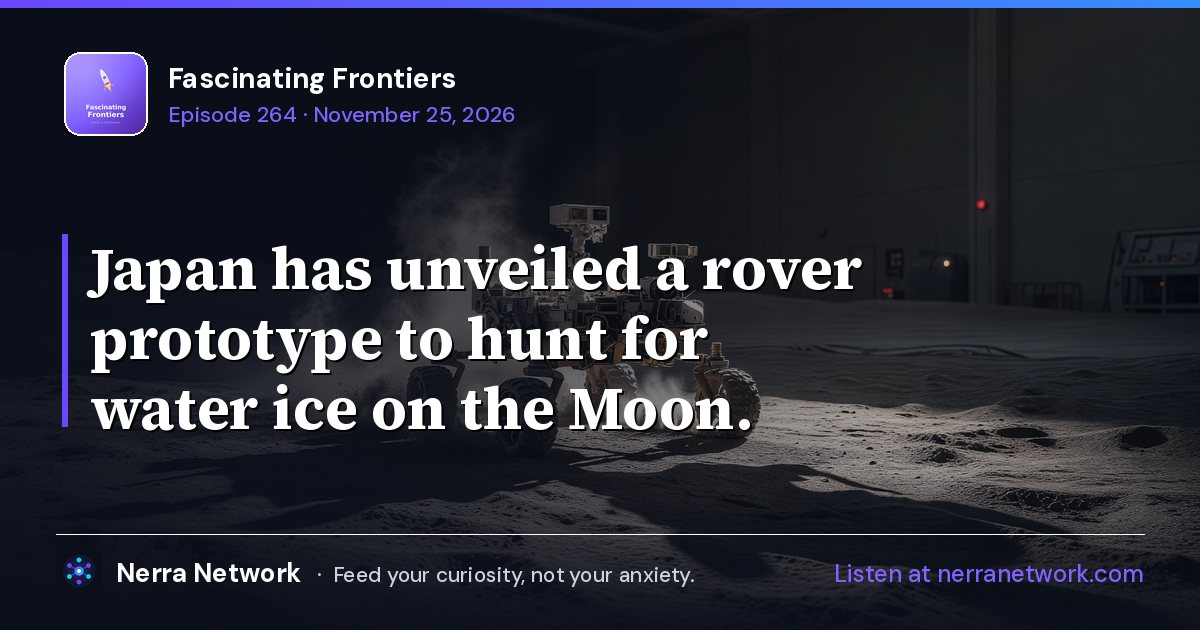 Fascinating Frontiers
Episode 264 · November 25, 2026
Fascinating
Frontiers
Japan has unveiled a rover
prototype to hunt for
water ice on the Moon.
Nerra Network · Feed your curiosity, not your anxiety.
Listen at nerranetwork.com